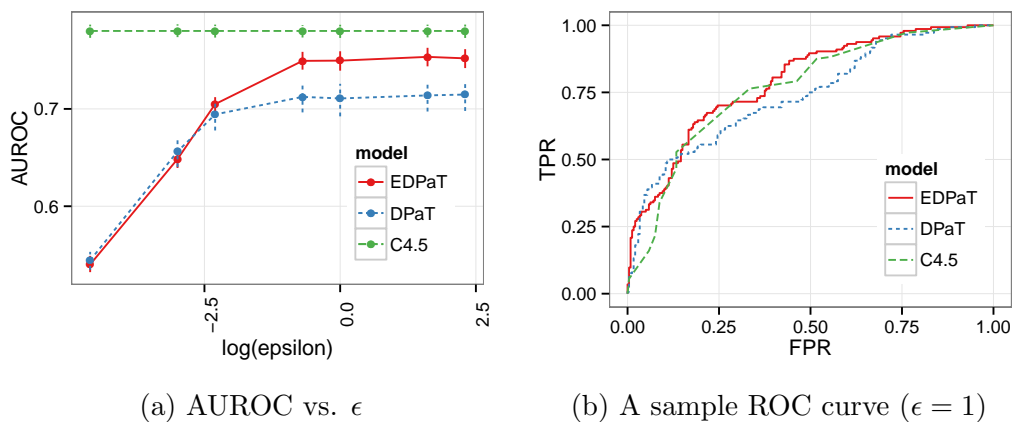 AUROC
0.7
0.6
model
EDPaT
DPaT
C4.5
−2.5
0.0
2.5
log(epsilon)
(a) AUROC vs. ϵ
TPR
1.00
0.75
0.50
0.25
0.00
model
EDPaT
DPaT
C4.5
0.00
0.25
0.50
0.75
1.00
FPR
(b) A sample ROC curve (ϵ = 1)